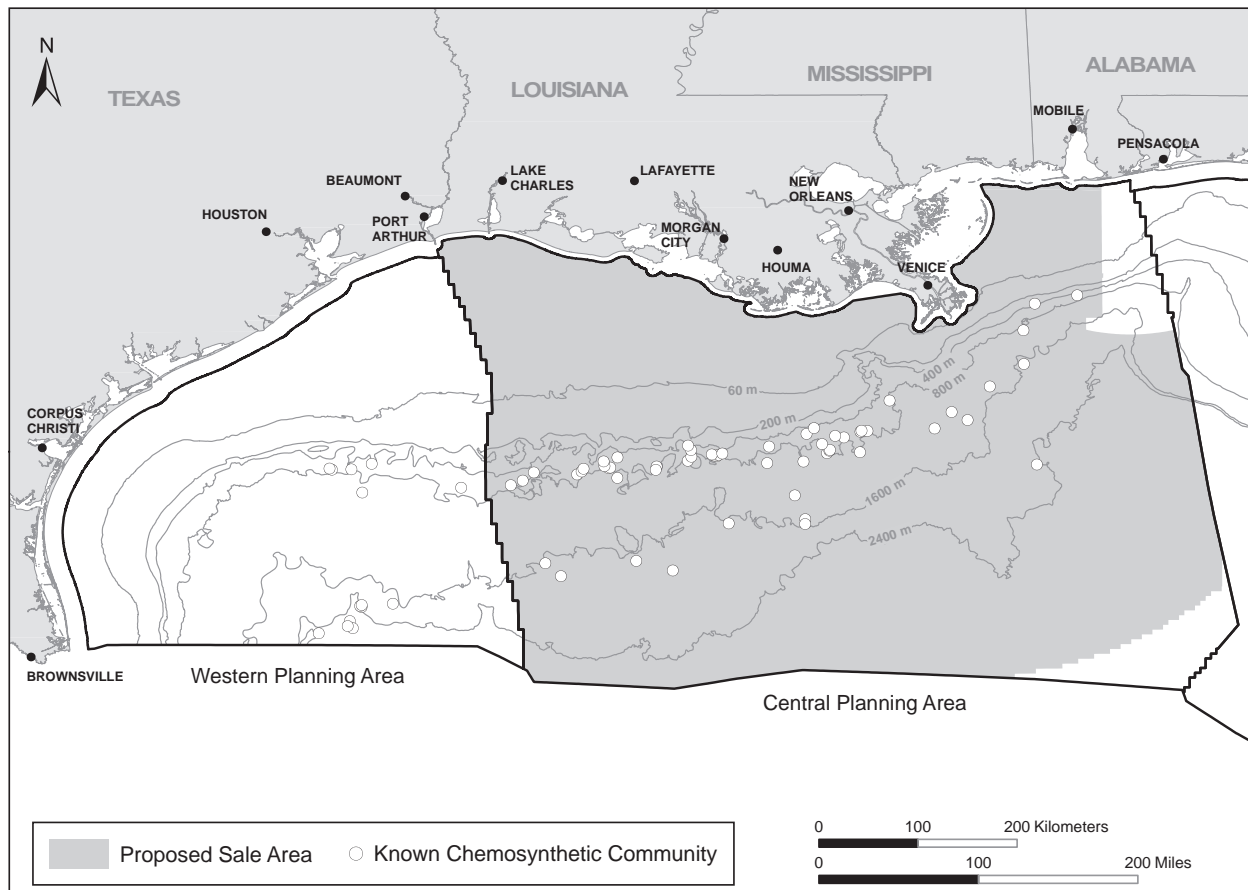 N
TEXAS
LOUISIANA
MISSISSIPPI
ALABAMA
MOBILE
PENSACOLA
BEAUMONT
LAKE
CHARLES
LAFAYETTE
NEW
ORLEANS
HOUSTON
PORT
ARTHUR
MORGAN
CITY
HOUMA
VENICE
60 m
400 m
800 m
200 m
CORPUS
CHRISTI
1600 m
2400 m
BROWNSVILLE
Western Planning Area
Central Planning Area
Proposed Sale Area
Known Chemosynthetic Community
0 100 200 Kilometers
0 100 200 Miles